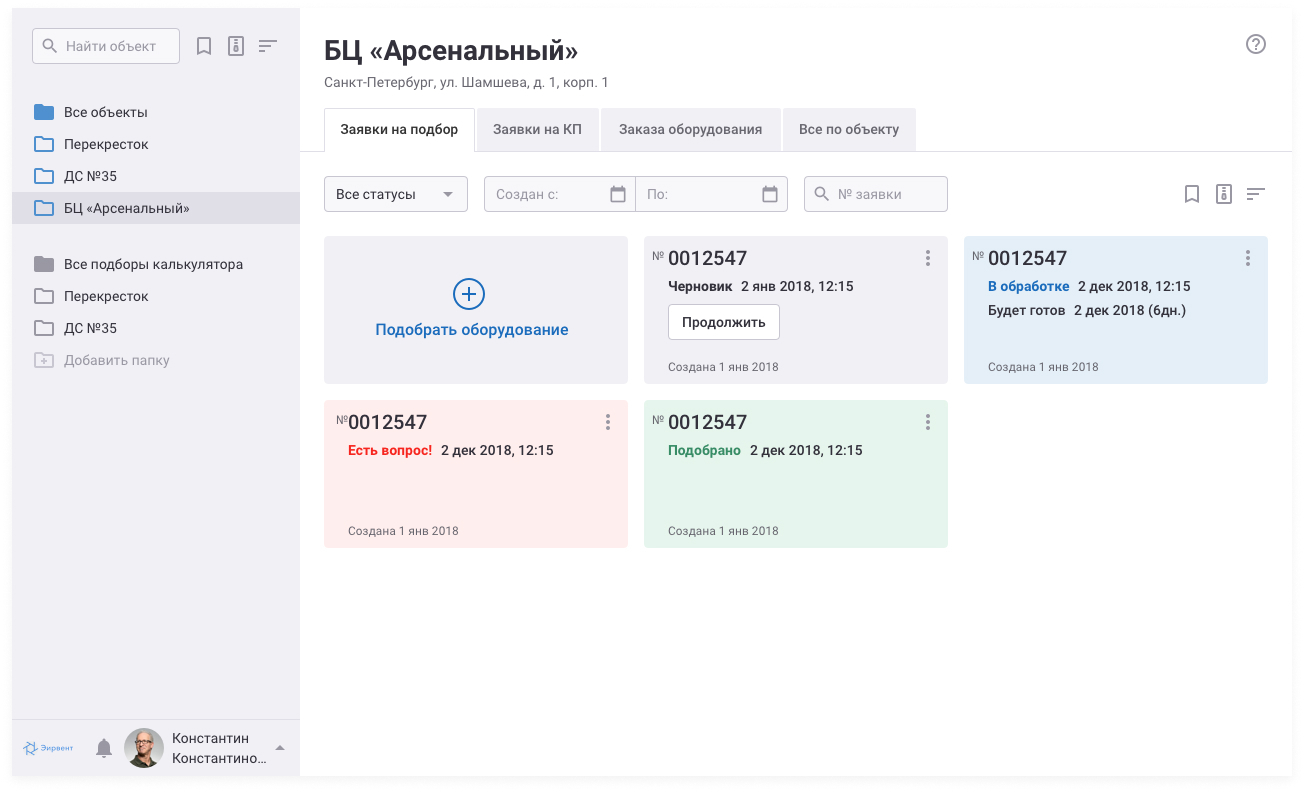 Найти объект
Все объекты
Перекресток
ДС №35
БЦ «Арсенальный»
Все подборы калькулятора
Перекресток
ДС №35
Добавить папку
Эирвент
Константин
Константино...
БЦ «Арсенальный»
Санкт-Петербург, ул. Шамшева, д. 1, корп. 1
Заявки на подбор
Заявки на КП
Заказа оборудования
Все по объекту
Все статусы
Создан с:
По:
№ заявки
Подобрать оборудование
№ 0012547
Черновик 2 янв 2018, 12:15
Продолжить
Создана 1 янв 2018
№ 0012547
В обработке 2 дек 2018, 12:15
Будет готов 2 дек 2018 (6дн.)
Создана 1 янв 2018
№0012547
Есть вопрос! 2 дек 2018, 12:15
Создана 1 янв 2018
№ 0012547
Подобрано 2 дек 2018, 12:15
Создана 1 янв 2018